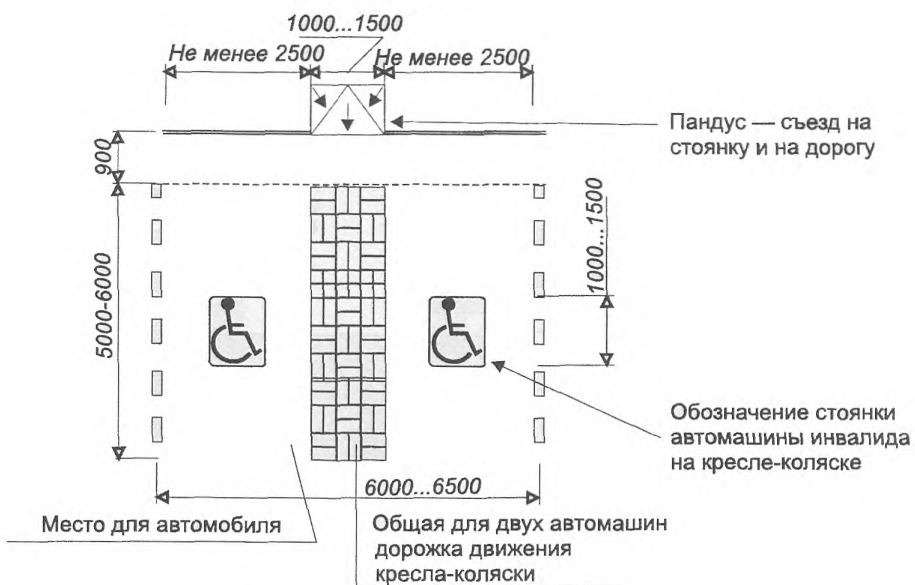 1000...1500
Не менее 2500
Не менее 2500
Пандус — съезд на
стоянку и на дорогу
900
1000...1500
5000-6000
Обозначение стоянки
автомашины инвалида
на кресле-коляске
6000...6500
Место для автомобиля
Общая для двух автомашин
дорожка движения
кресла-коляски